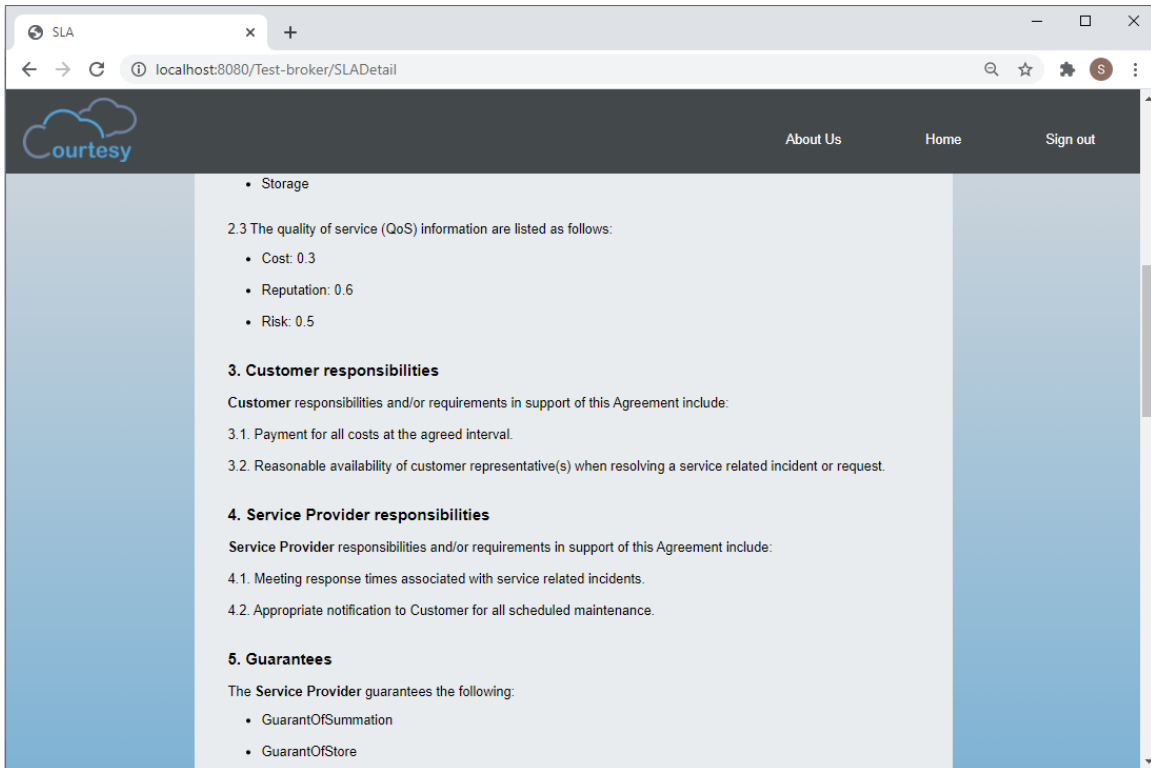 SLA
localhost:8080/Test-broker/SLADetail
S
Courtesy
About Us
Home
Sign out
• Storage
2.3 The quality of service (QoS) information are listed as follows:
• Cost: 0.3
• Reputation: 0.6
• Risk: 0.5
3. Customer responsibilities
Customer responsibilities and/or requirements in support of this Agreement include:
3.1. Payment for all costs at the agreed interval.
3.2. Reasonable availability of customer representative(s) when resolving a service related incident or request.
4. Service Provider responsibilities
Service Provider responsibilities and/or requirements in support of this Agreement include:
4.1. Meeting response times associated with service related incidents.
4.2. Appropriate notification to Customer for all scheduled maintenance.
5. Guarantees
The Service Provider guarantees the following:
• GuarantOfSummation
• GuarantOfStore